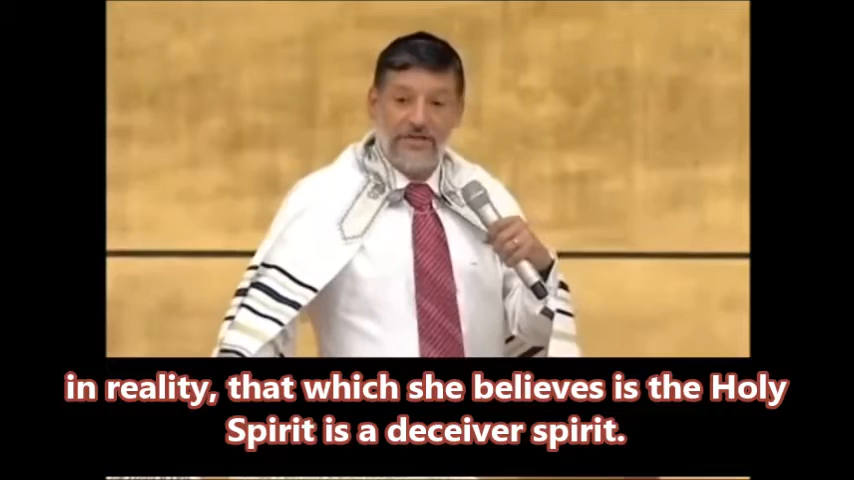 in reality, that which she believes is the Holy
Spirit is a deceiver spirit.